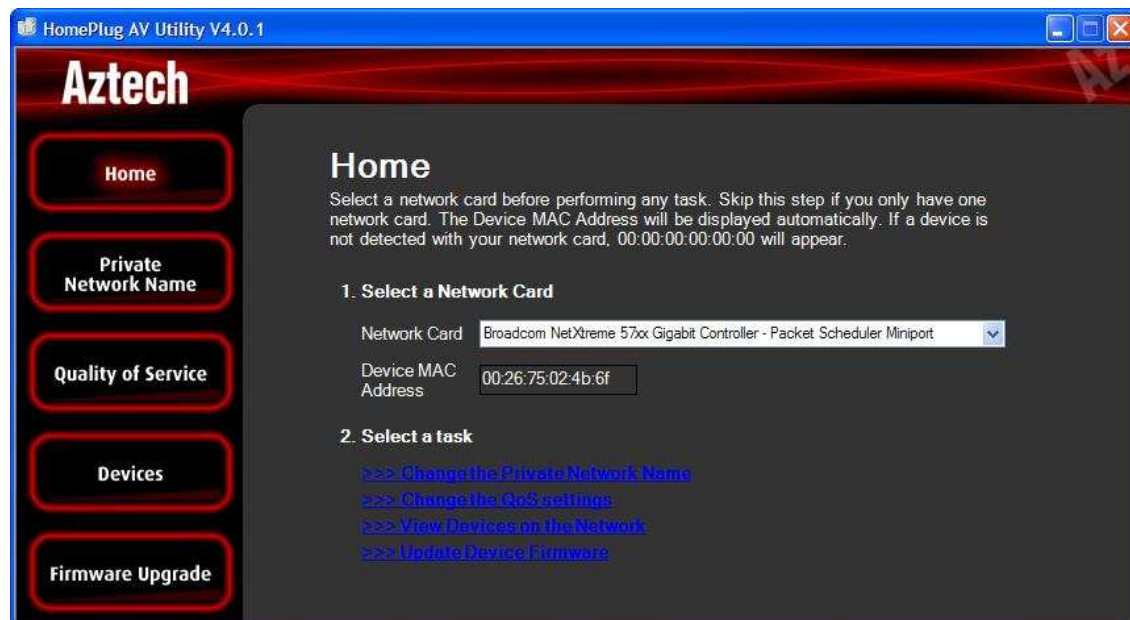 HomePlug AV Utility V4.0.1
Aztech
Az
Home
Private
Network Name
Quality of Service
Devices
Firmware Upgrade
Home
Select a network card before performing any task. Skip this step if you only have one
network card. The Device MAC Address will be displayed automatically. If a device is
not detected with your network card, 00:00:00:00:00:00 will appear.
1. Select a Network Card
Network Card Broadcom NetXtreme 57xx Gigabit Controller - Packet Scheduler Miniport
Device MAC
Address
00:26:75:02:4b:6f
2. Select a task
>>> Change the Private Network Name
>>> Change the QoS settings
>>> View Devices on the Network
>>> Update Device Firmware